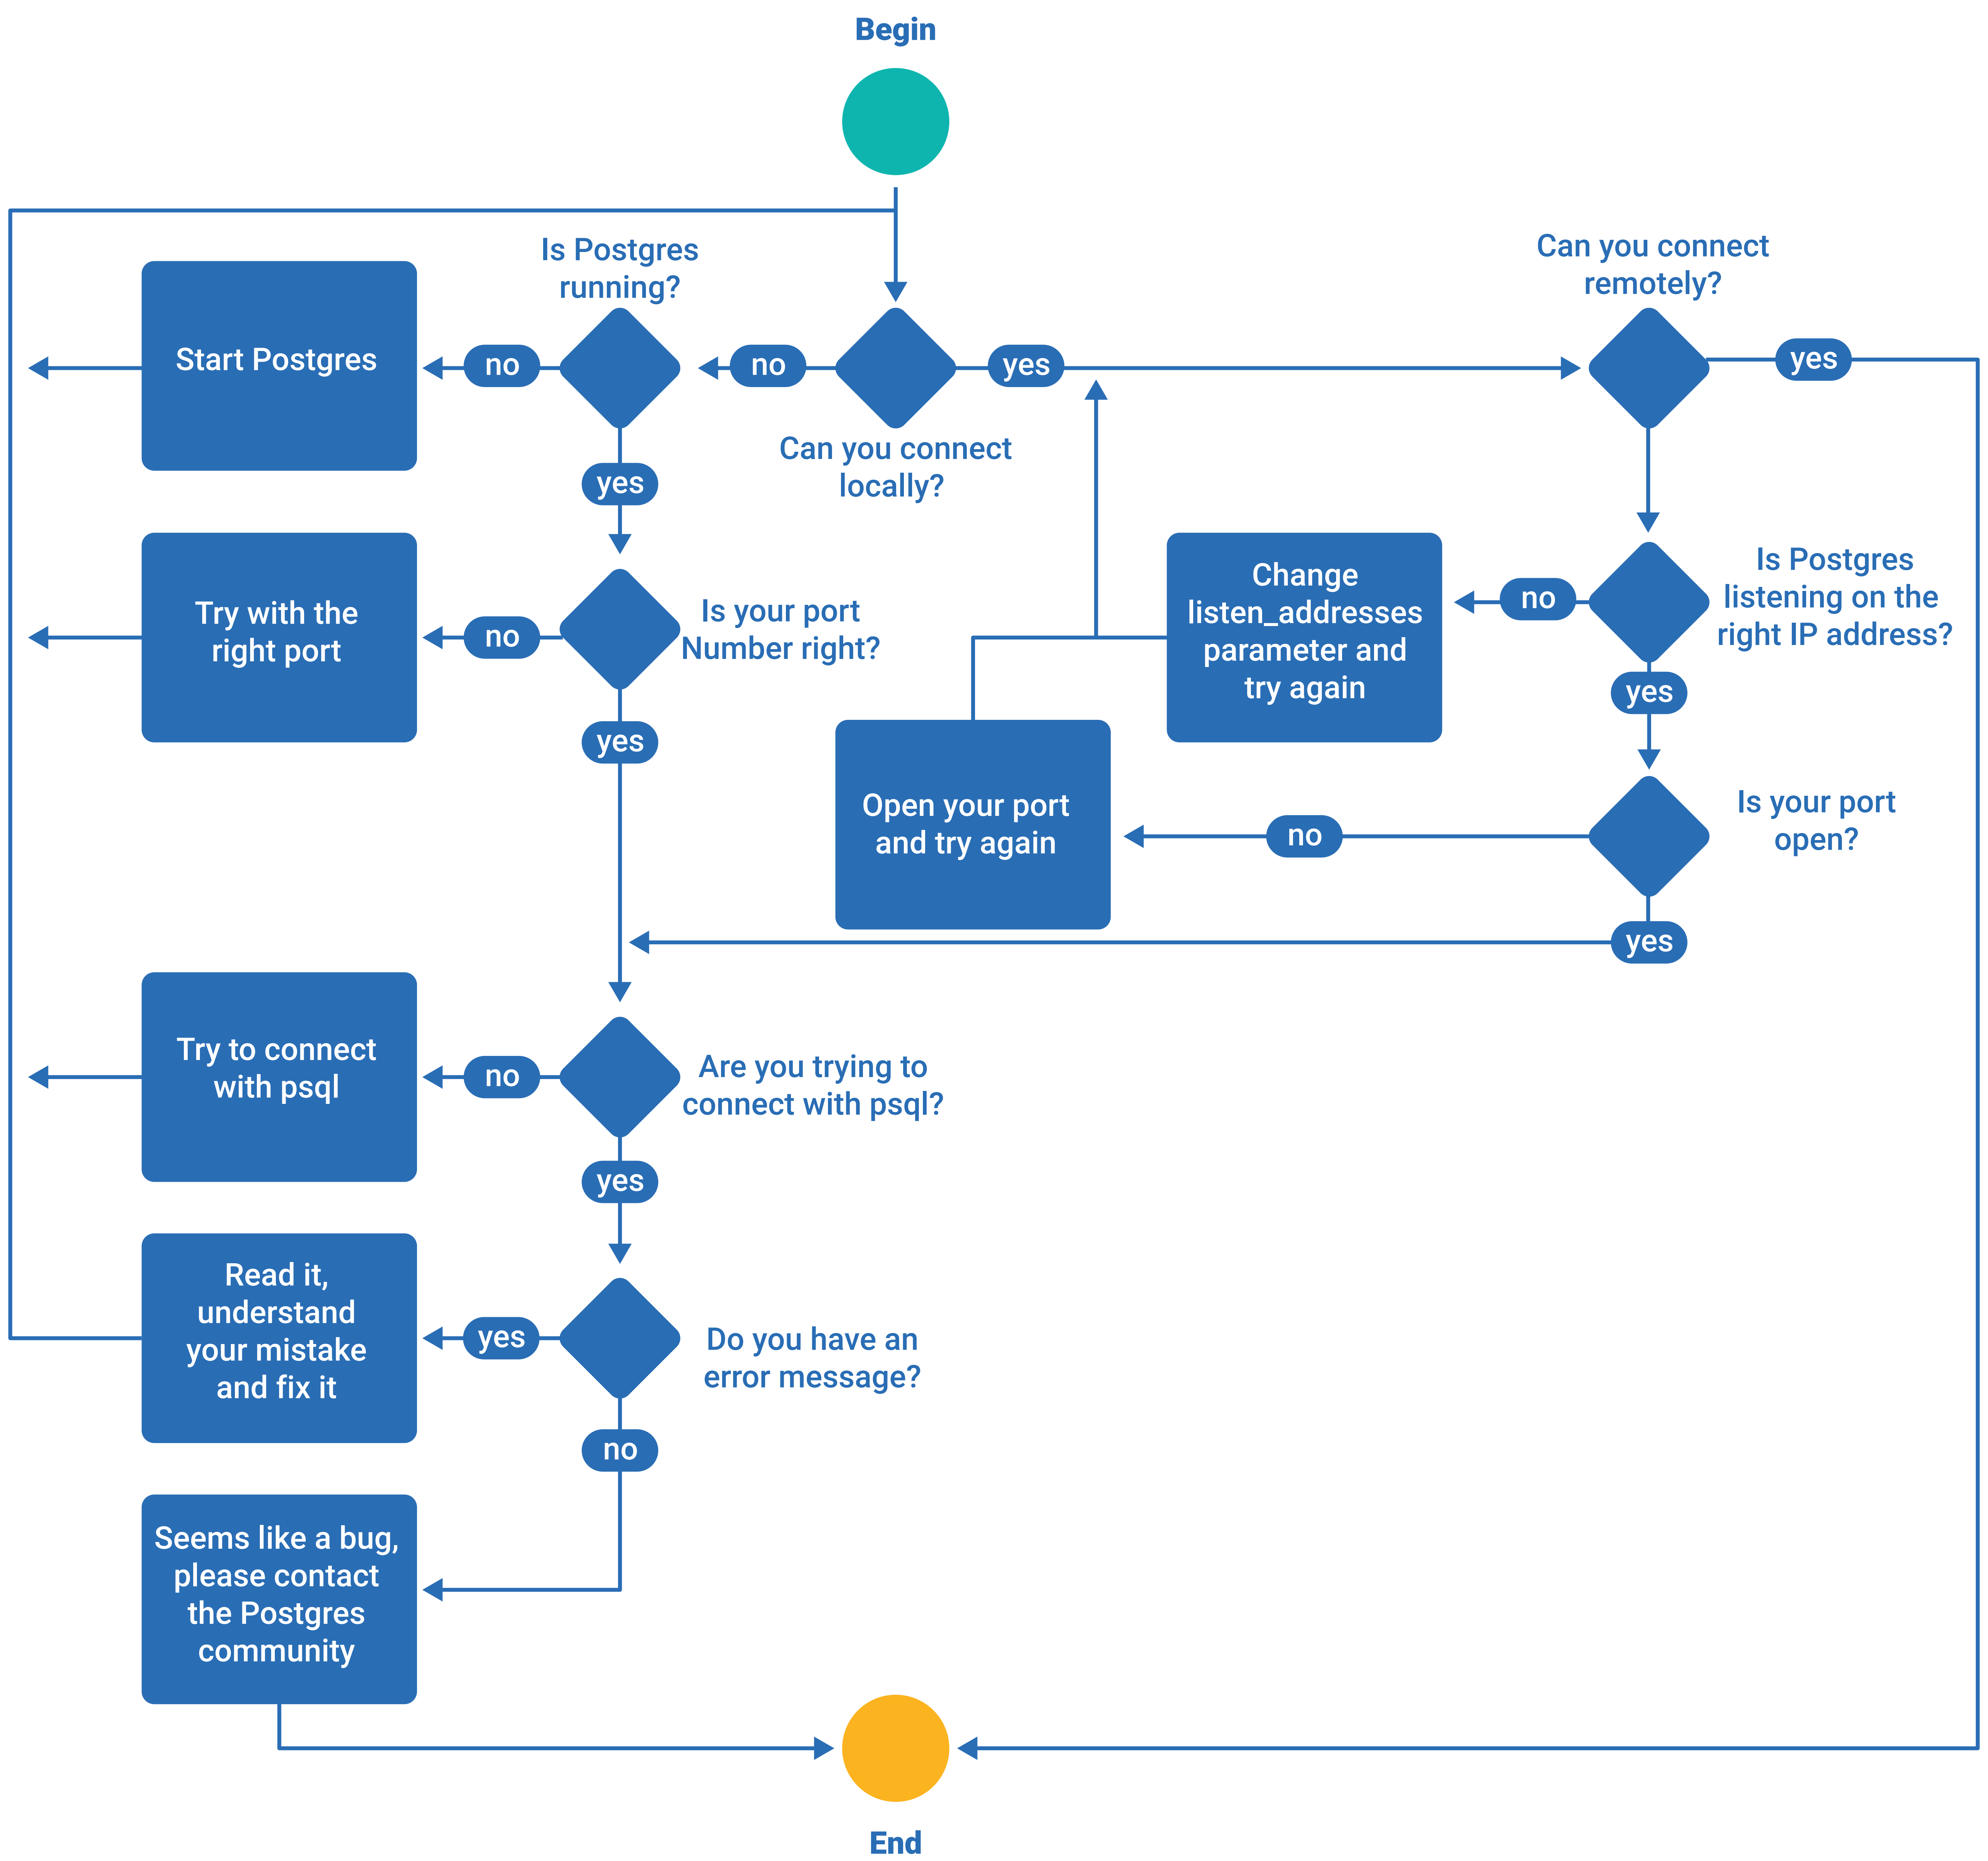 Begin
Is Postgres
running?
Can you connect
remotely?
Start Postgres
no
no
yes
yes
Can you connect
locally?
yes
Change
listen_addresses
parameter and
try again
no
Is Postgres
listening on the
right IP address?
Try with the
right port
no
Is your port
Number right?
yes
yes
Open your port
and try again
no
Is your port
open?
yes
Try to connect
with psql
no
Are you trying to
connect with psql?
yes
Read it,
understand
your mistake
and fix it
yes
Do you have an
error message?
no
Seems like a bug,
please contact
the Postgres
community
End